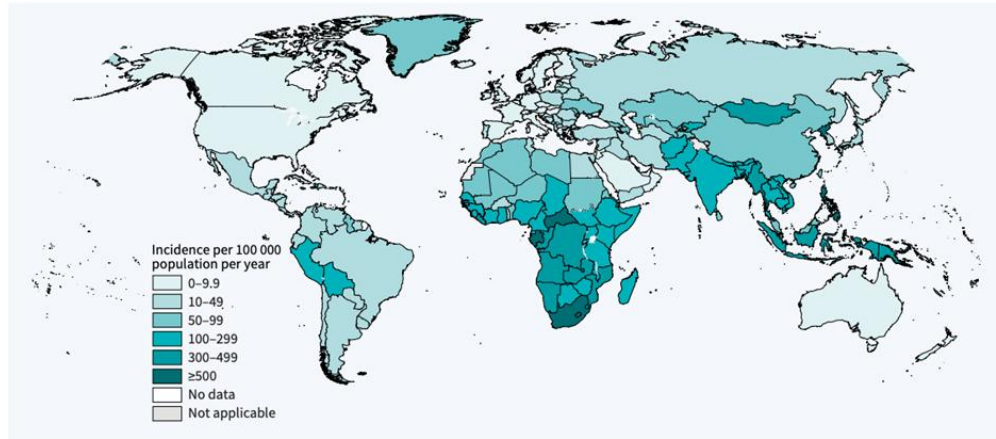 Incidence per 100 000
population per year
0–9.9
10–49
50–99
100–299
300–499
≥500
No data
Not applicable